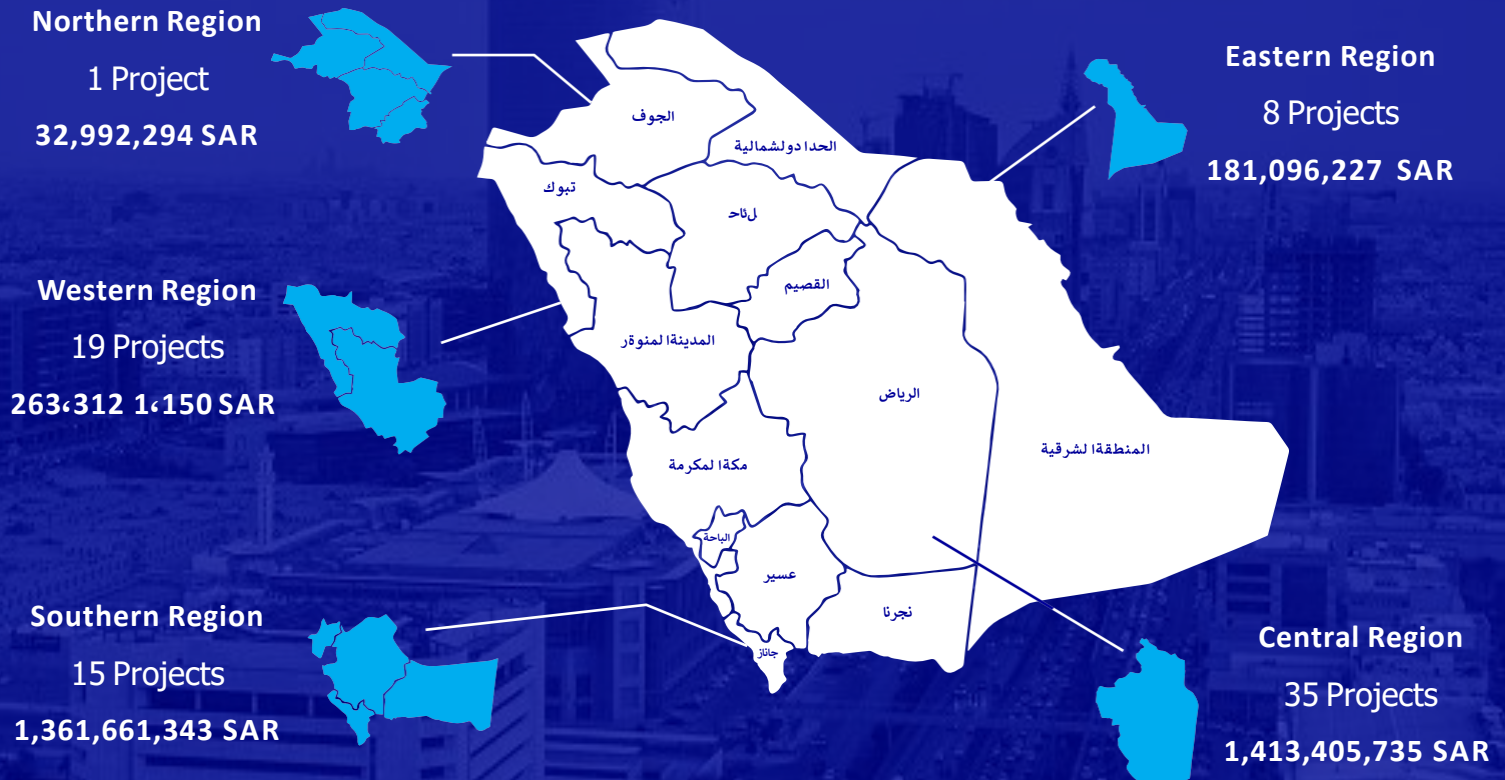 Northern Region
1 Project
32,992,294 SAR
Eastern Region
8 Projects
181,096,227 SAR
Western Region
19 Projects
263،312 1،150 SAR
Southern Region
15 Projects
1,361,661,343 SAR
Central Region
35 Projects
1,413,405,735 SAR
الجوف
الحدا دولشمالية
تبوك
لئاح
القصيم
المدينةا لمنوةر
الرياض
المنطقةا لشرقية
مكةا لمكرمة
الباحة
عسير
نجرنا
جاناز